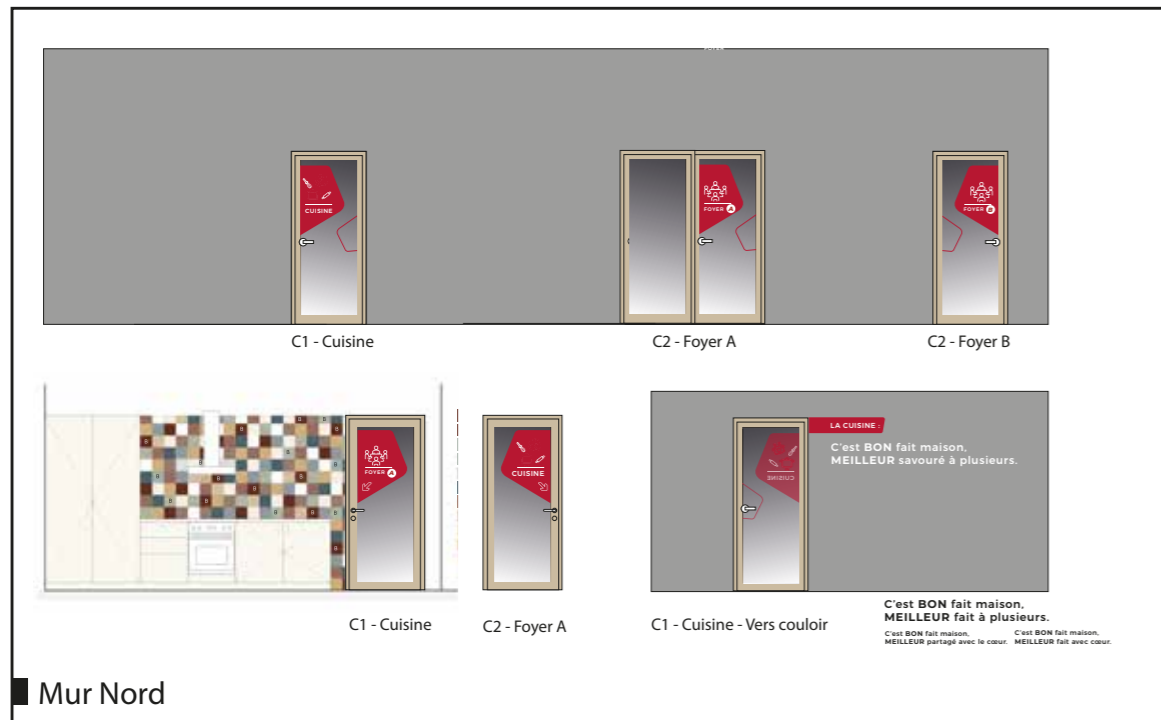 CUISINE
FOYER A
FOYER B
C1 - Cuisine
C2 - Foyer A
C2 - Foyer B
FOYER A
CUISINE
LA CUISINE :
C'est BON fait maison,
MEILLEUR savouré à plusieurs.
CUISINE
C1 - Cuisine
C2 - Foyer A
C1 - Cuisine - Vers couloir
C'est BON fait maison,
MEILLEUR fait à plusieurs.
C'est BON fait maison,
MEILLEUR partagé avec le cœur.
C'est BON fait maison,
MEILLEUR fait avec cœur.
Mur Nord